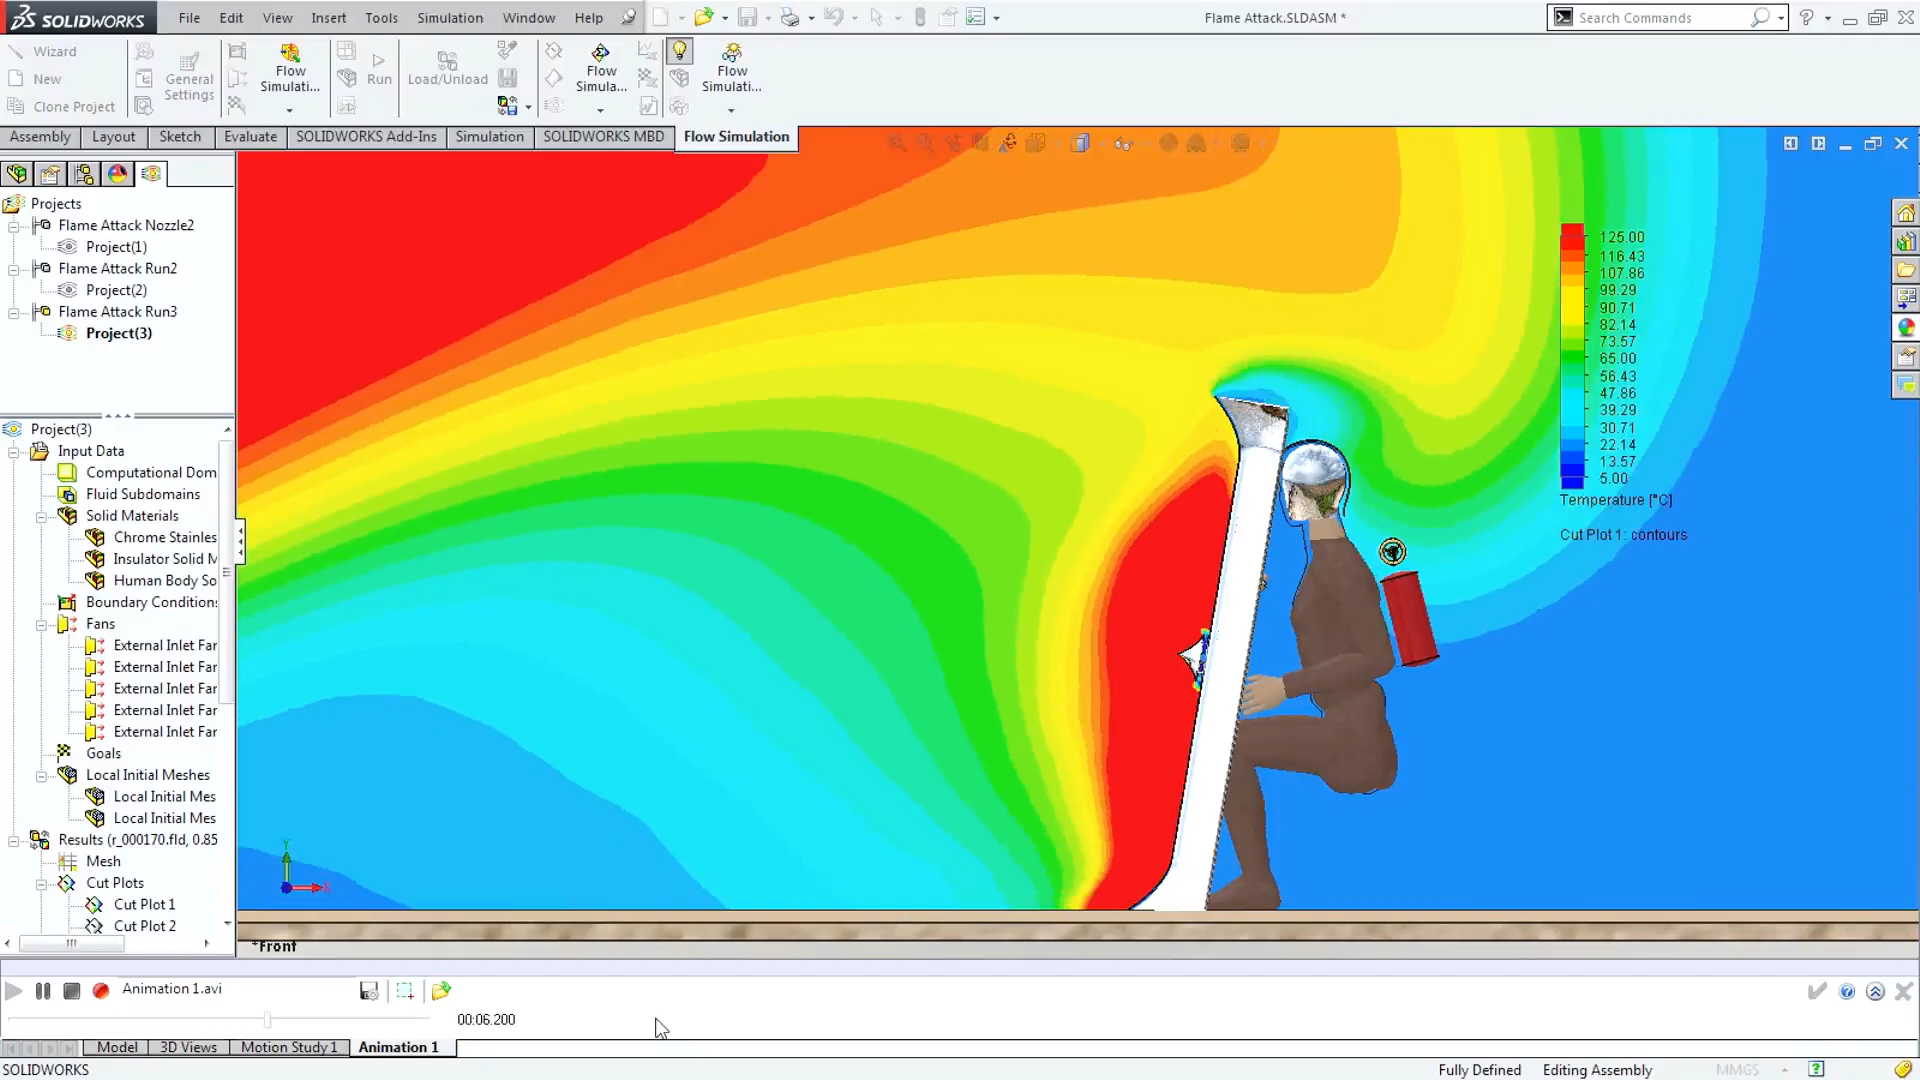 SOLIDWORKS File Edit View Insert Tools Simulation Window Help Flame Attack.SLDASM * Search Commands
Wizard
New
Clone Project
General Settings
Flow Simulati...
Run
Load/Unload
Flow Simula...
Flow Simulati...
Assembly Layout Sketch Evaluate SOLIDWORKS Add-Ins Simulation SOLIDWORKS MBD Flow Simulation
Projects
Flame Attack Nozzle2
Project(1)
Flame Attack Run2
Project(2)
Flame Attack Run3
Project(3)
Project(3)
Input Data
Computational Dom
Fluid Subdomains
Solid Materials
Chrome Stainles
Insulator Solid M
Human Body So
Boundary Condition
Fans
External Inlet Far
External Inlet Far
External Inlet Far
External Inlet Far
External Inlet Far
Goals
Local Initial Meshes
Local Initial Mes
Local Initial Mes
Results (r_000170.fld, 0.85
Mesh
Cut Plots
Cut Plot 1
Cut Plot 2
125.00
116.43
107.86
99.29
90.71
82.14
73.57
65.00
56.43
47.86
39.29
30.71
22.14
13.57
5.00
Temperature [°C]
Cut Plot 1: contours
Y
X
*Front
Animation 1.avi
00:06.200
Model 3D Views Motion Study 1 Animation 1
SOLIDWORKS Fully Defined Editing Assembly MMGS